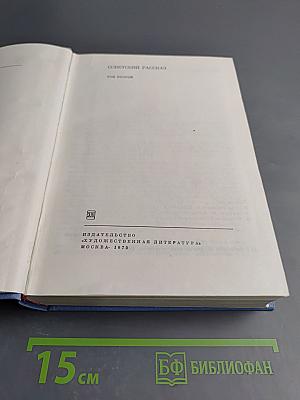 СОВЕТСКИЙ РАССКАЗ
ТОМ ВТОРОЙ
ИЗДАТЕЛЬСТВО
«ХУДОЖЕСТВЕННАЯ ЛИТЕРАТУРА»
МОСКВА · 1975
15 см
БФ БИБЛИОФАН